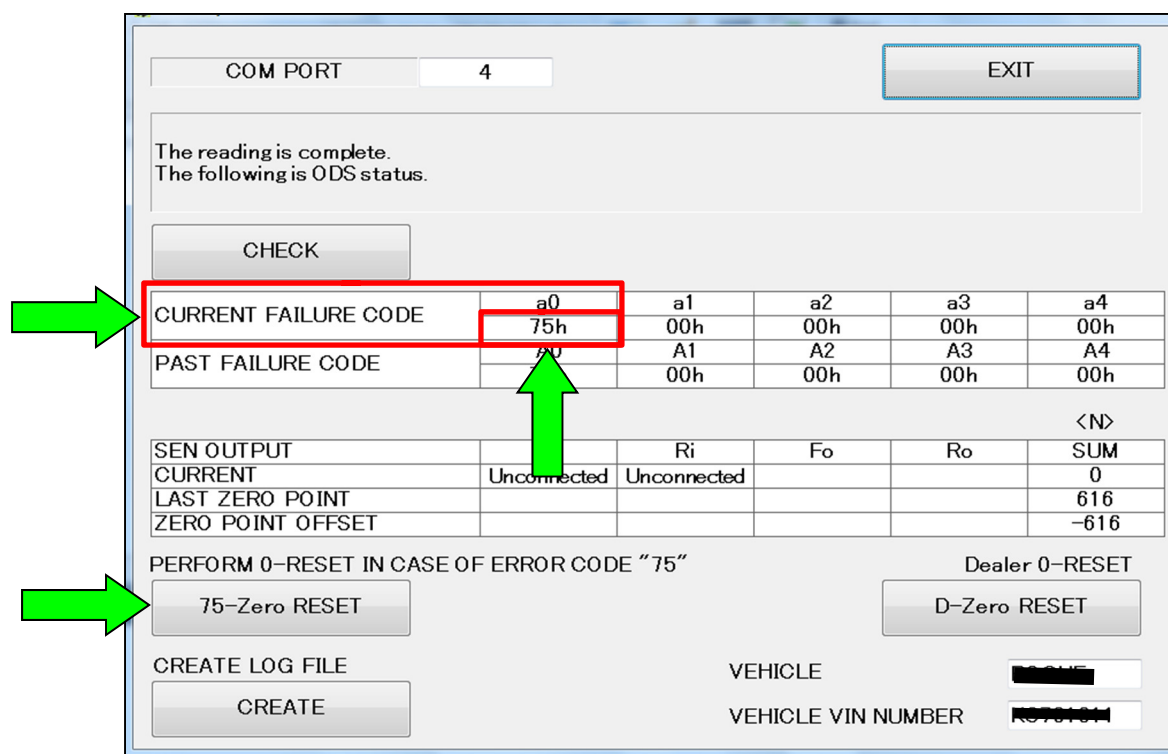 COM PORT 4 EXIT
The reading is complete.
The following is ODS status.
CHECK
CURRENT FAILURE CODE a0 a1 a2 a3 a4
75h 00h 00h 00h 00h
PAST FAILURE CODE A0 A1 A2 A3 A4
00h 00h 00h 00h
<N>
SEN OUTPUT Ri Fo Ro SUM
CURRENT Unconnected Unconnected 0
LAST ZERO POINT 616
ZERO POINT OFFSET -616
PERFORM 0-RESET IN CASE OF ERROR CODE "75" Dealer 0-RESET
75-Zero RESET D-Zero RESET
CREATE LOG FILE
CREATE
VEHICLE
VEHICLE VIN NUMBER